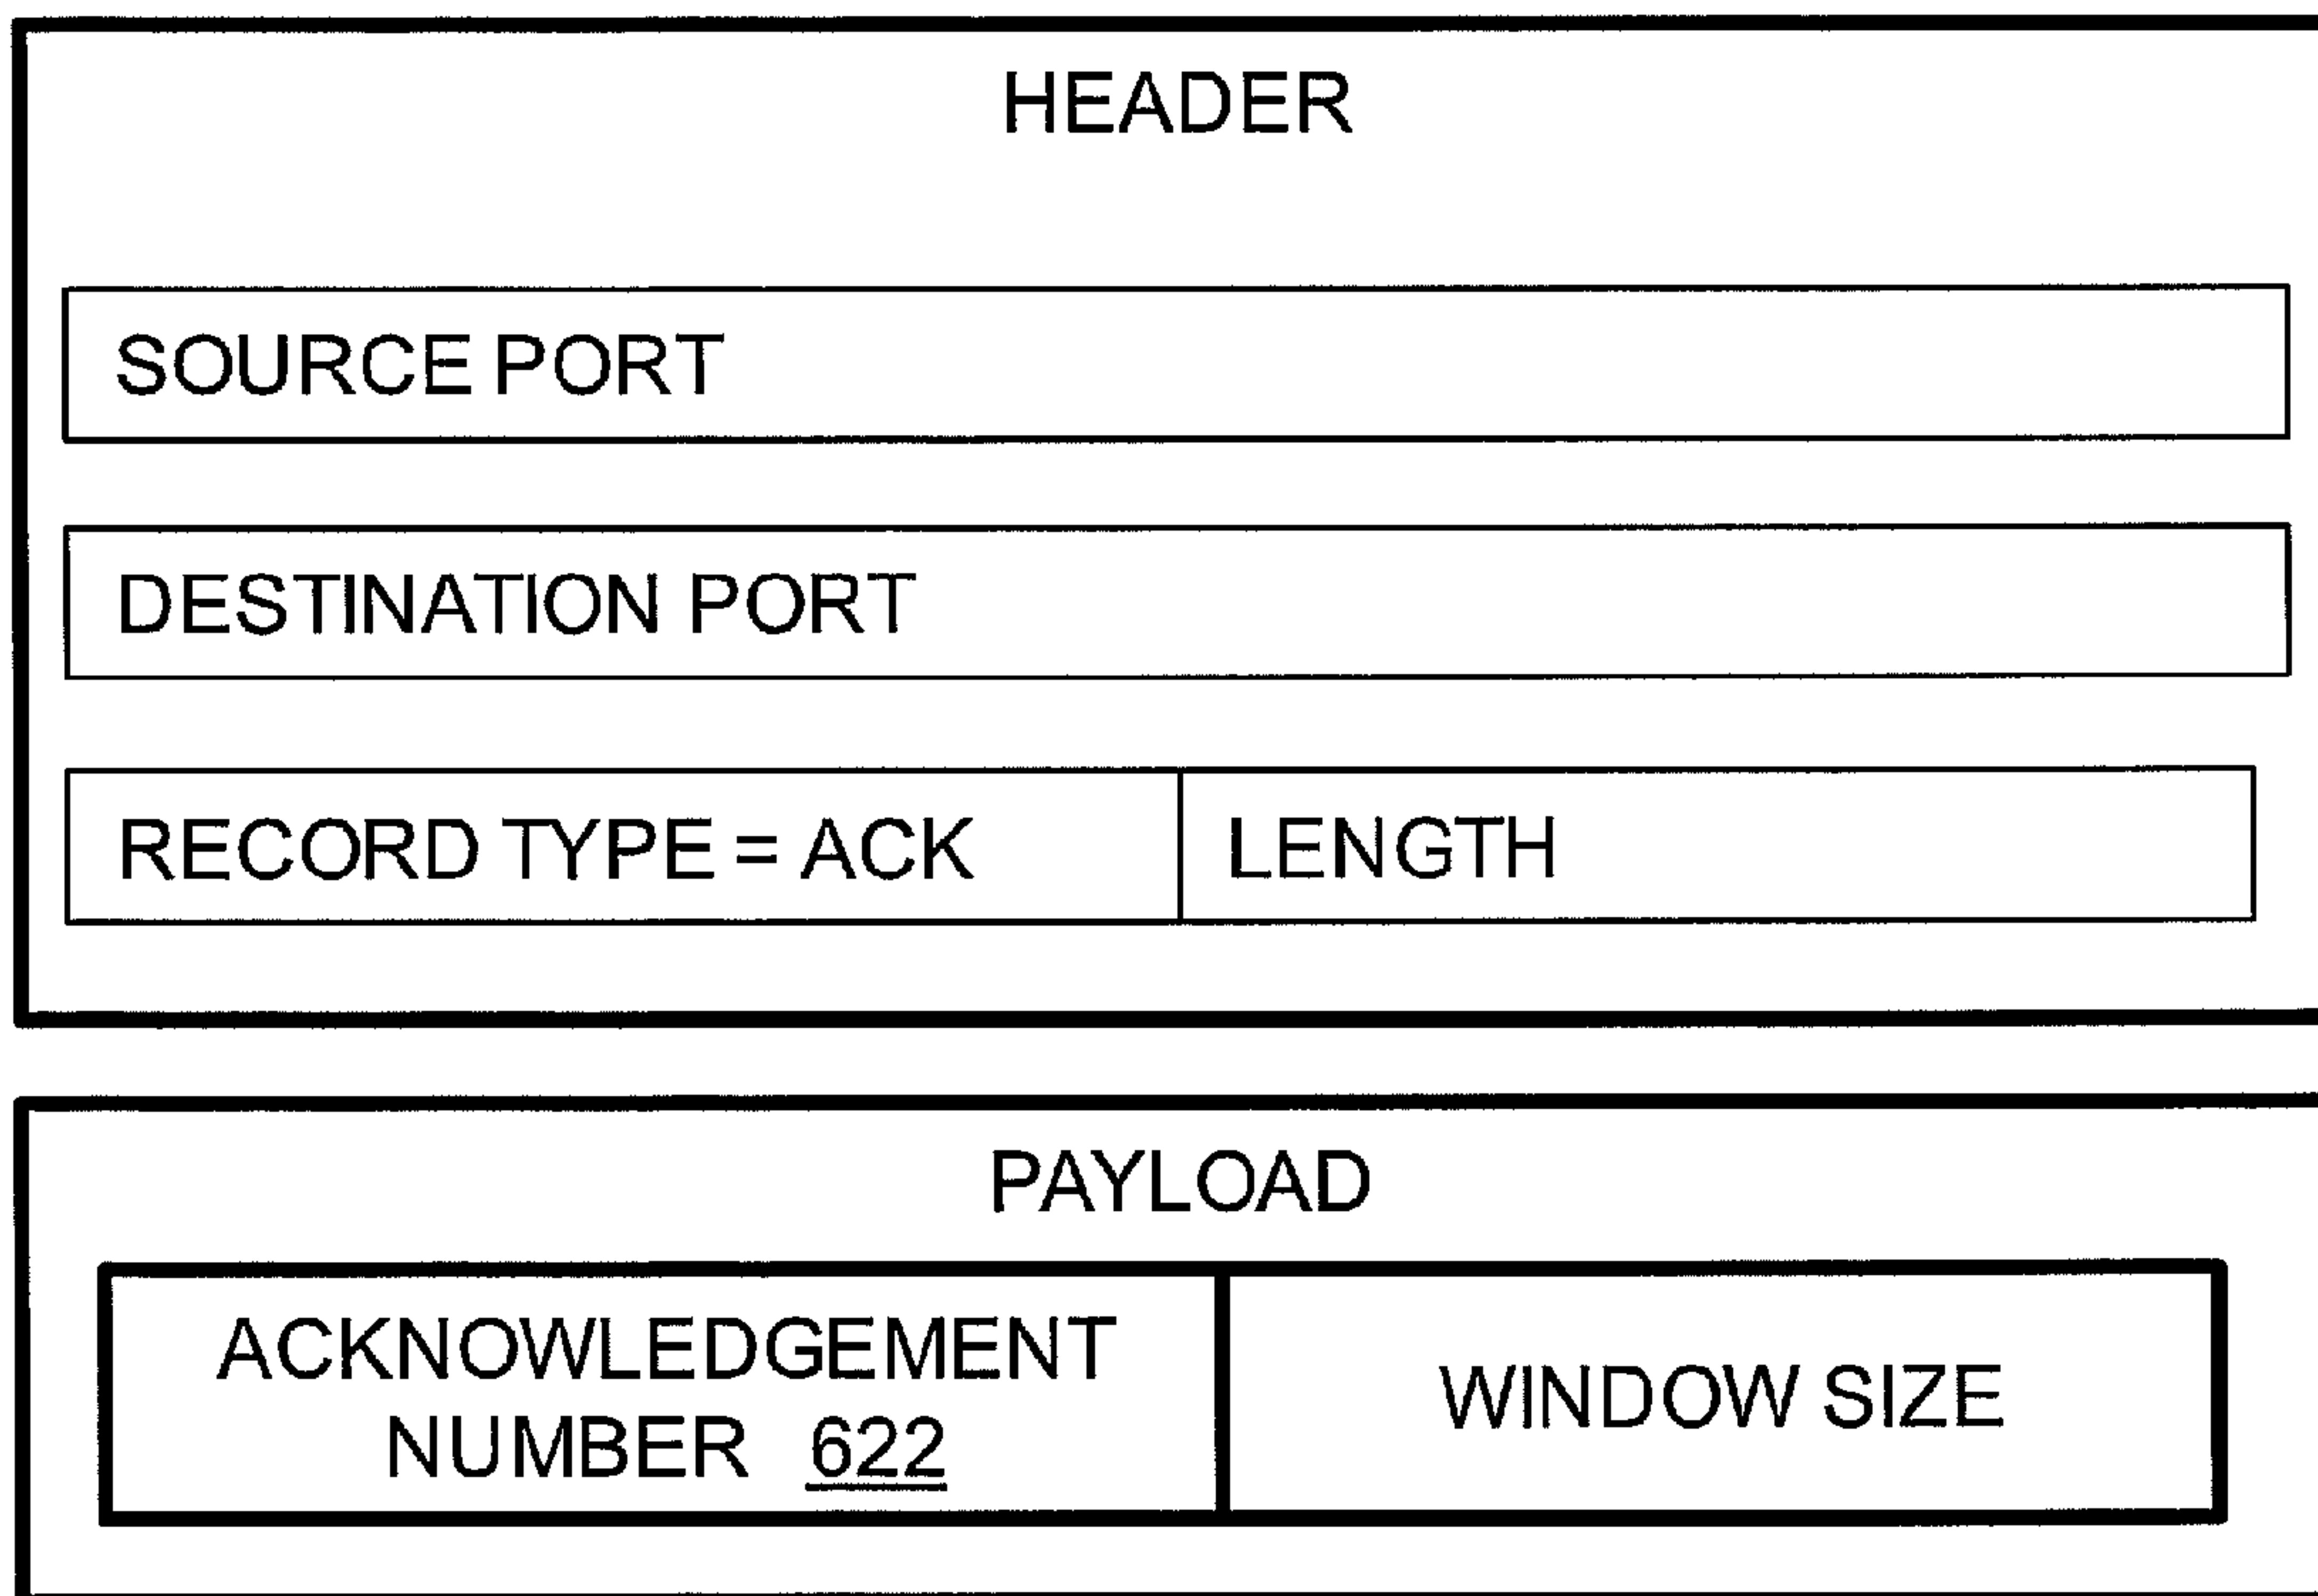 HEADER
SOURCE PORT
DESTINATION PORT
RECORD TYPE = ACK
LENGTH
PAYLOAD
ACKNOWLEDGEMENT
NUMBER 622
WINDOW SIZE